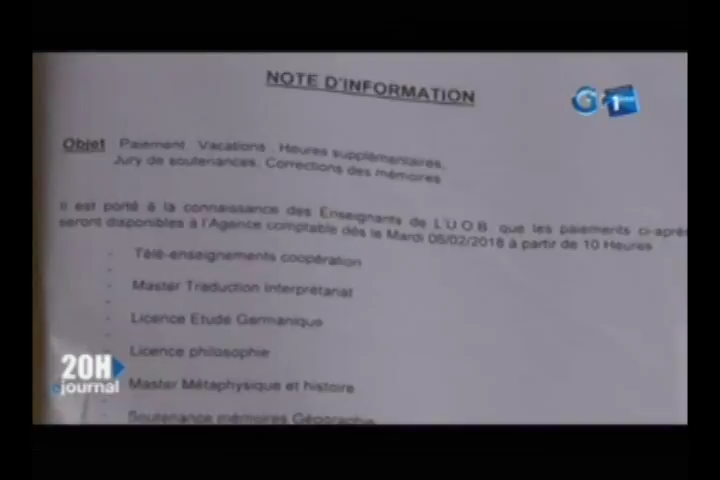 NOTE D'INFORMATION
G 1
Objet Paiement Vacations Heures supplémentaires,
Jury de soutenances, Corrections des mémoires
Il est porté à la connaissance des Enseignants de L'U.O.B. que les paiements ci-après
seront disponibles à l'Agence comptable dès le Mardi 05/02/2018 à partir de 10 Heures
- Télé-enseignements coopération
- Master Traduction Interprétariat
- Licence Etude Germanique
- Licence philosophie
- Master Métaphysique et histoire
- Soutenance mémoires Géographie
20H
journal